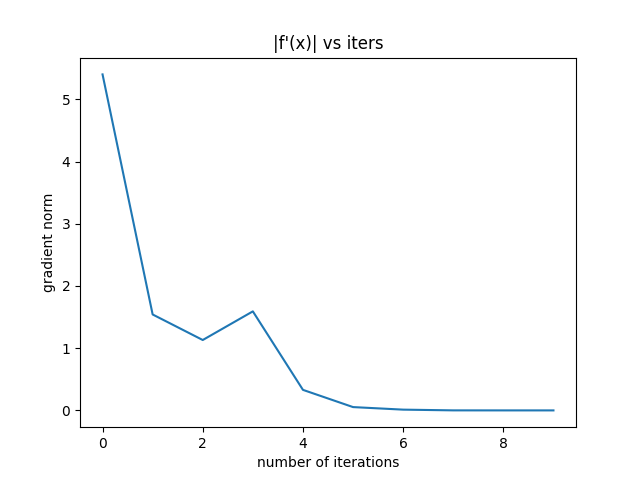 |f'(x)| vs iters
5
4
3
2
1
0
gradient norm
0 2 4 6 8
number of iterations